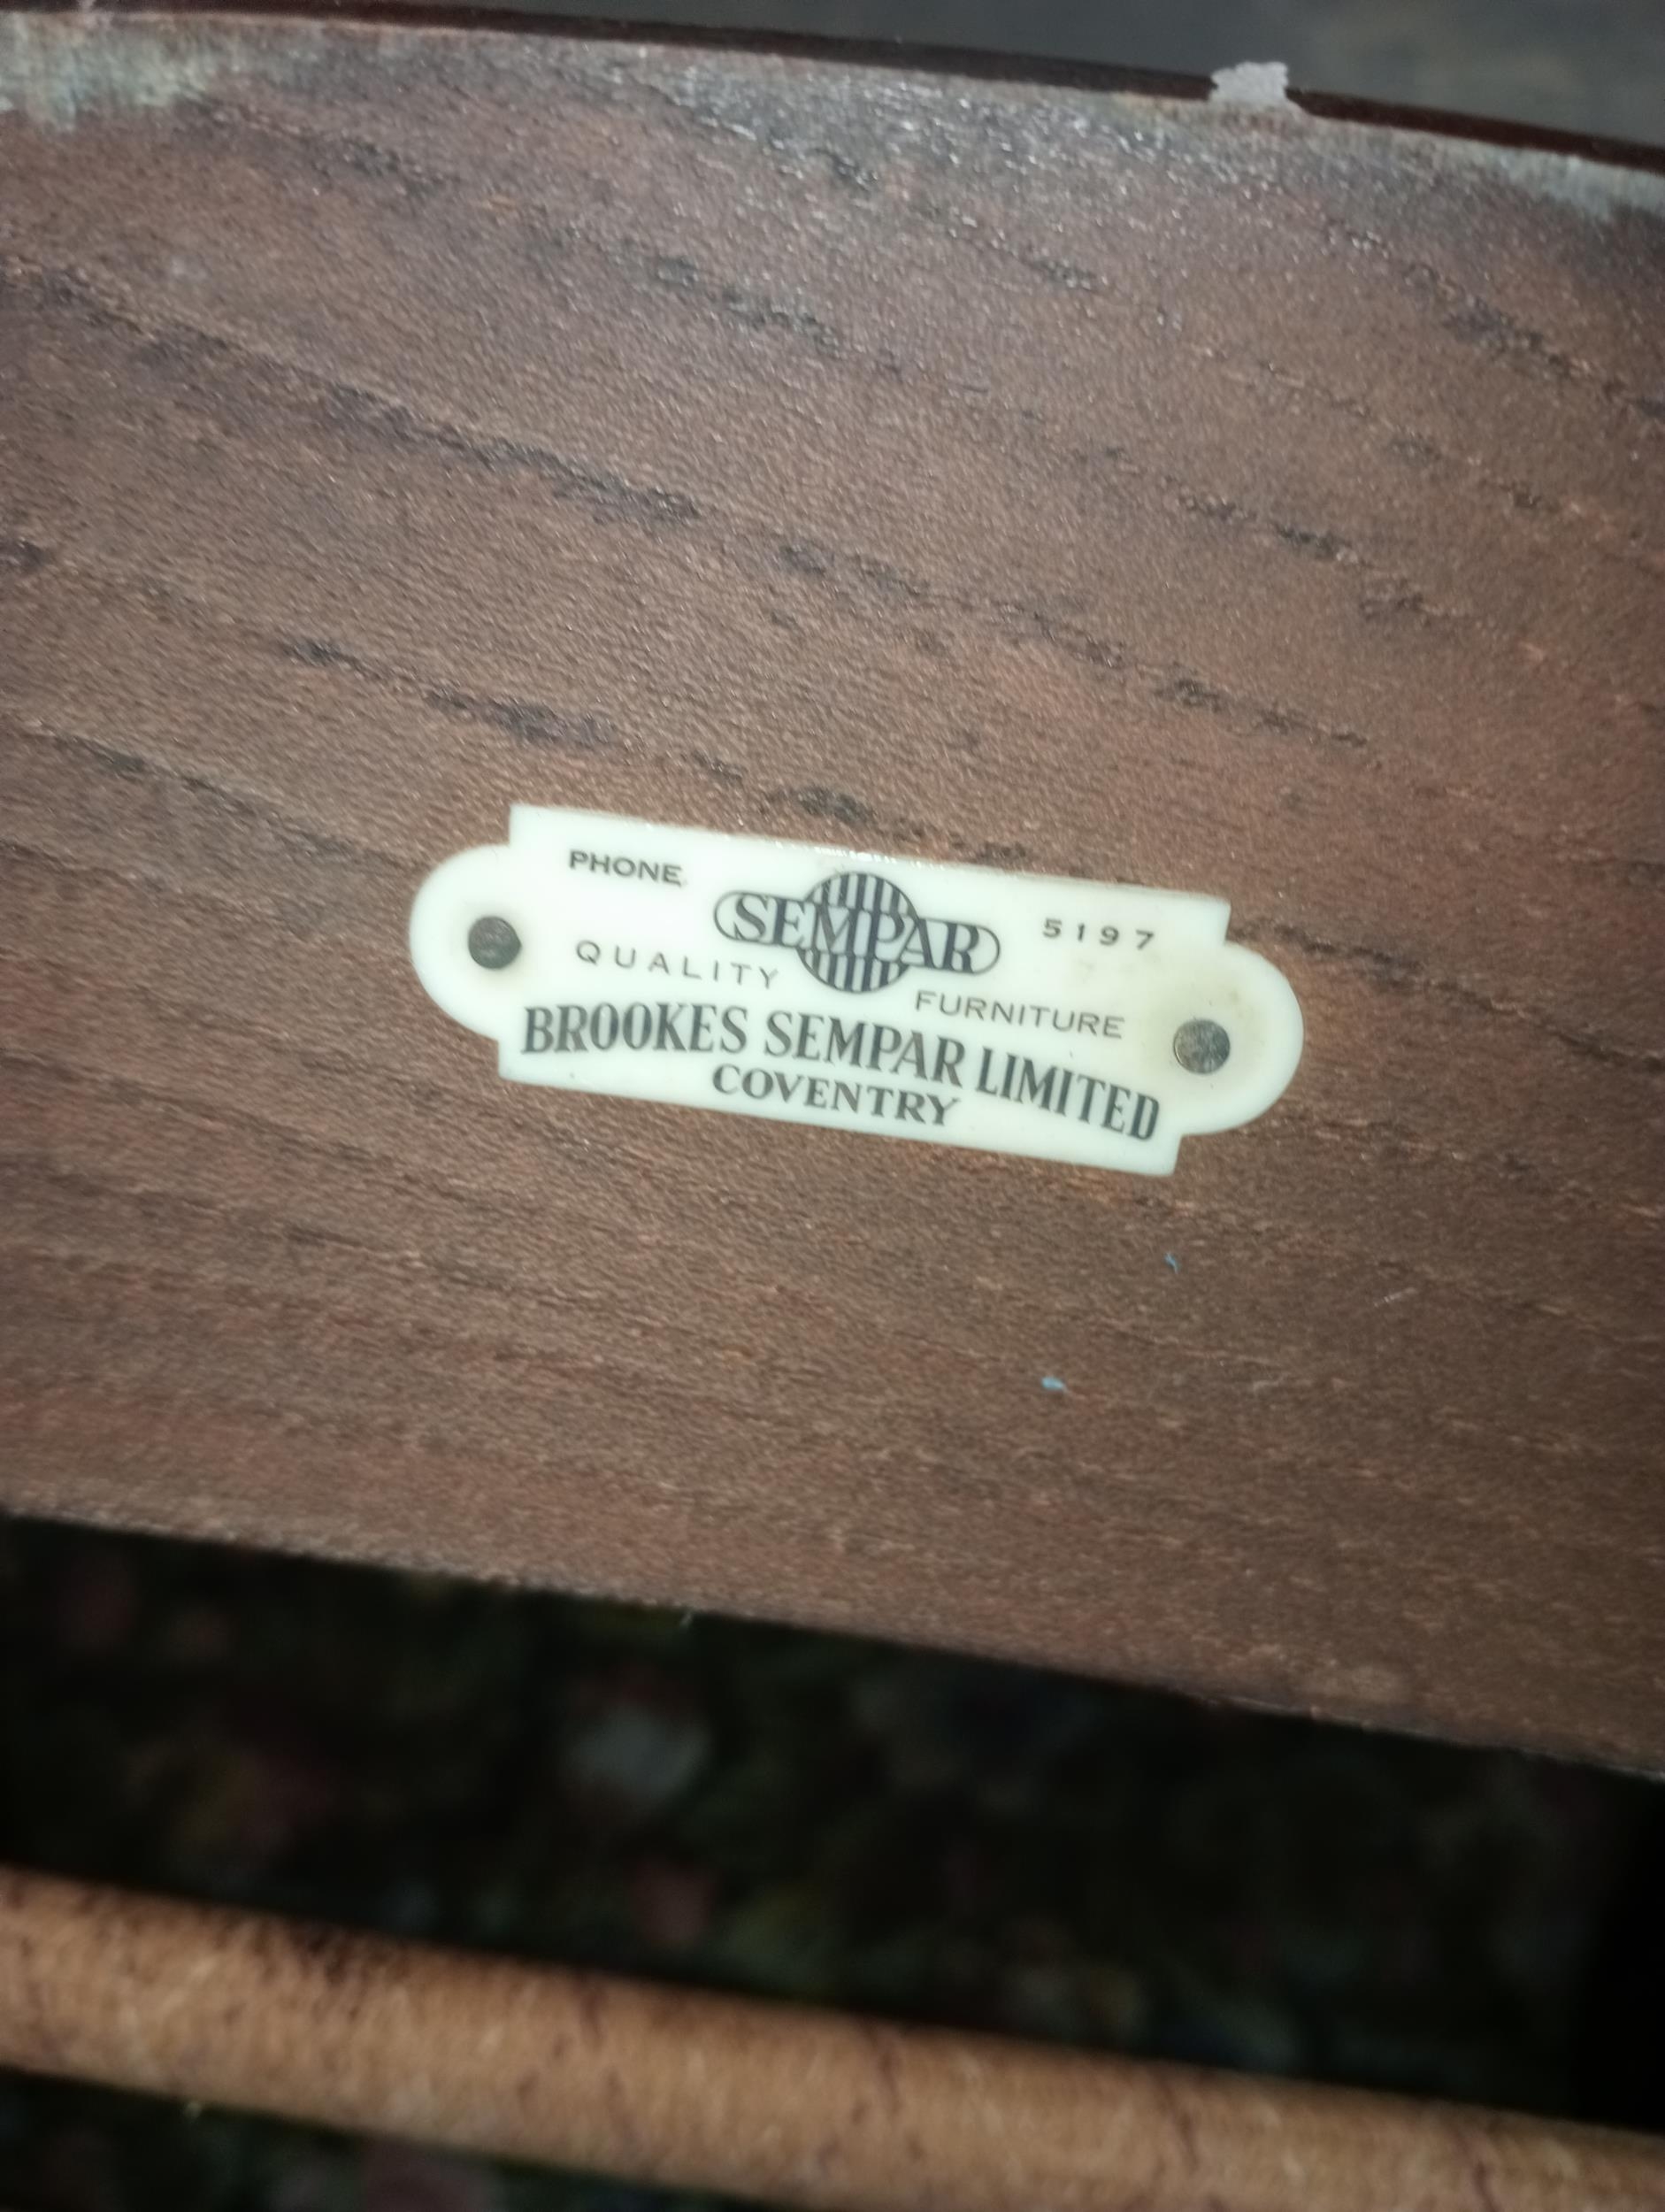 PHONE SEMPAR 5197
QUALITY FURNITURE
BROOKES SEMPAR LIMITED
COVENTRY